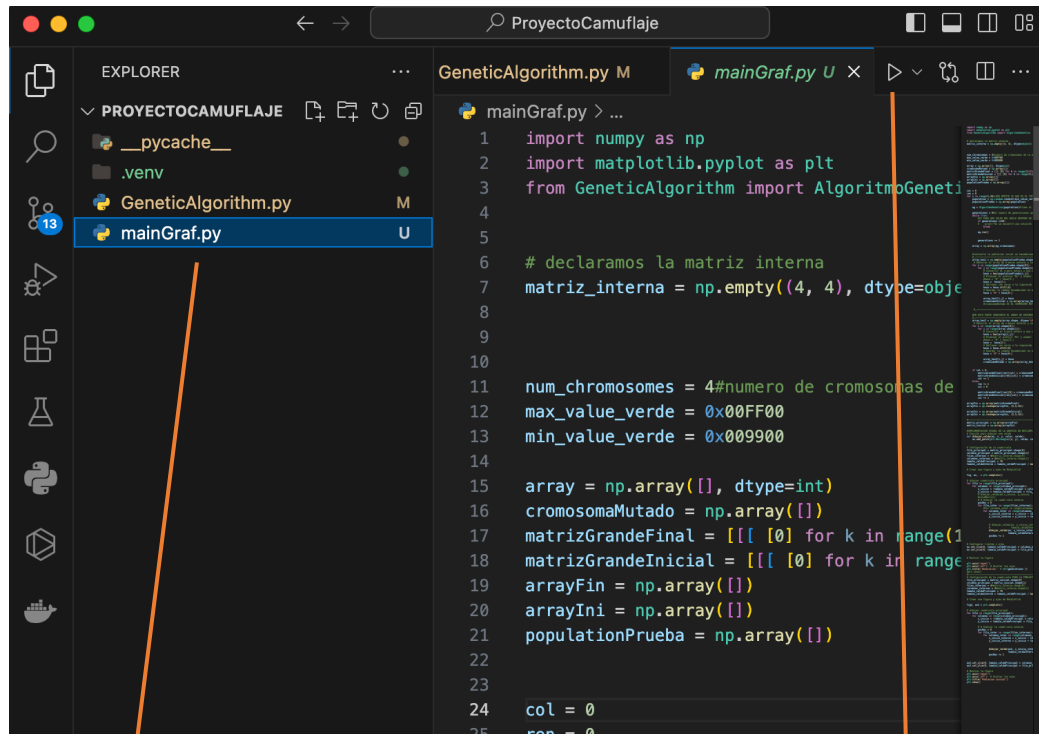 ProyectoCamuflaje
EXPLORER
PROYECTOCAMUFLAJE
__pycache__
.venv
GeneticAlgorithm.py M
mainGraf.py U
13
GeneticAlgorithm.py M
mainGraf.py U
mainGraf.py > ...
1 import numpy as np
2 import matplotlib.pyplot as plt
3 from GeneticAlgorithm import AlgoritmoGeneti
4
5
6 # declaramos la matriz interna
7 matriz_interna = np.empty((4, 4), dtype=obje
8
9
10
11 num_chromosomes = 4#numero de cromosomas de
12 max_value_verde = 0x00FF00
13 min_value_verde = 0x009900
14
15 array = np.array([], dtype=int)
16 cromosomaMutado = np.array([])
17 matrizGrandeFinal = [[[ [0] for k in range(1
18 matrizGrandeInicial = [[[ [0] for k in range
19 arrayFin = np.array([])
20 arrayIni = np.array([])
21 populationPrueba = np.array([])
22
23
24 col = 0
25 ren = 0